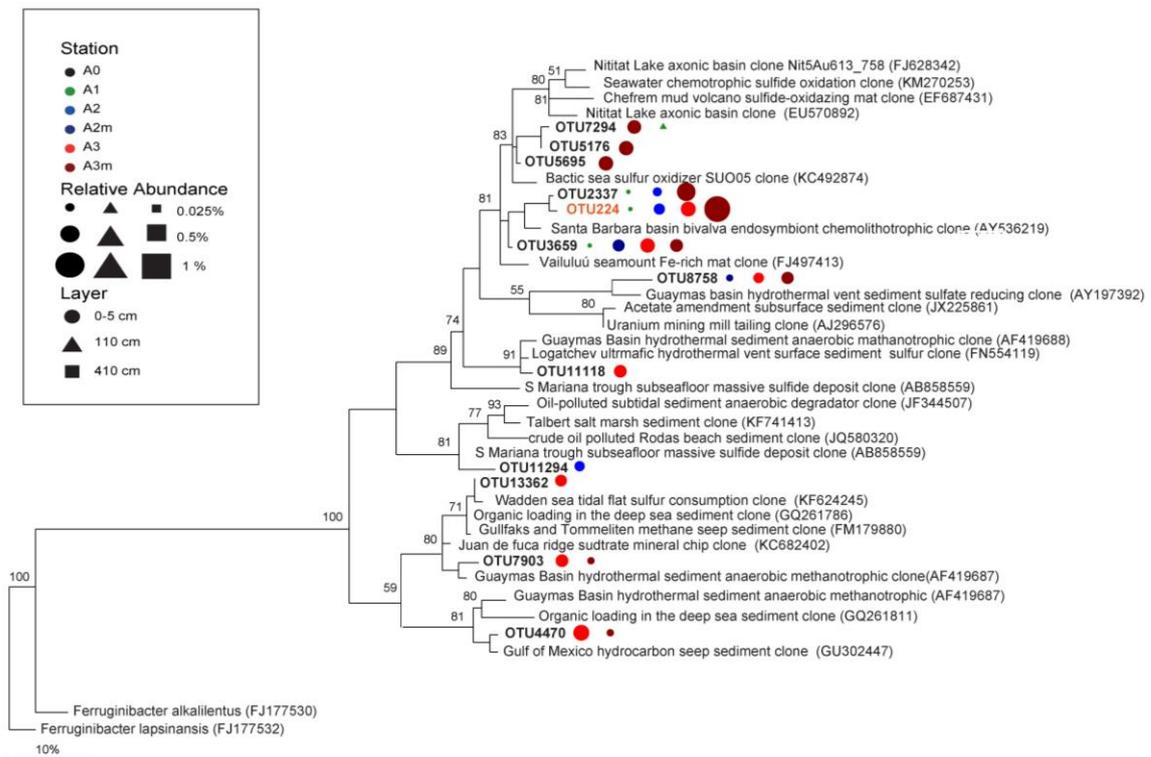 Station
A0
A1
A2
A2m
A3
A3m
Relative Abundance
0.025%
0.5%
1 %
Layer
0-5 cm
110 cm
410 cm
51
Nititat Lake axonic basin clone Nit5Au613_758 (FJ628342)
80
Seawater chemotrophic sulfide oxidation clone (KM270253)
81
Chefrem mud volcano sulfide-oxidazing mat clone (EF687431)
Nititat Lake axonic basin clone (EU570892)
OTU7294
83
OTU5176
OTU5695
Bactic sea sulfur oxidizer SUO05 clone (KC492874)
OTU2337
81
OTU224
Santa Barbara basin bivalva endosymbiont chemolithotrophic clone (AY536219)
OTU3659
Vailuluú seamount Fe-rich mat clone (FJ497413)
OTU8758
55
Guaymas basin hydrothermal vent sediment sulfate reducing clone (AY197392)
80
Acetate amendment subsurface sediment clone (JX225861)
Uranium mining mill tailing clone (AJ296576)
74
Guaymas Basin hydrothermal sediment anaerobic mathanotrophic clone (AF419688)
89
91
Logatchev ultrmafic hydrothermal vent surface sediment sulfur clone (FN554119)
OTU11118
S Mariana trough subseafloor massive sulfide deposit clone (AB858559)
93
Oil-polluted subtidal sediment anaerobic degradator clone (JF344507)
77
Talbert salt marsh sediment clone (KF741413)
81
crude oil polluted Rodas beach sediment clone (JQ580320)
S Mariana trough subseafloor massive sulfide deposit clone (AB858559)
OTU11294
OTU13362
Wadden sea tidal flat sulfur consumption clone (KF624245)
71
Organic loading in the deep sea sediment clone (GQ261786)
100
Gullfaks and Tommeliten methane seep sediment clone (FM179880)
80
Juan de fuca ridge sudtrate mineral chip clone (KC682402)
OTU7903
Guaymas Basin hydrothermal sediment anaerobic methanotrophic clone(AF419687)
100
59
80
Guaymas Basin hydrothermal sediment anaerobic methanotrophic (AF419687)
81
Organic loading in the deep sea sediment clone (GQ261811)
OTU4470
Gulf of Mexico hydrocarbon seep sediment clone (GU302447)
Ferruginibacter alkalilentus (FJ177530)
Ferruginibacter lapsinansis (FJ177532)
10%